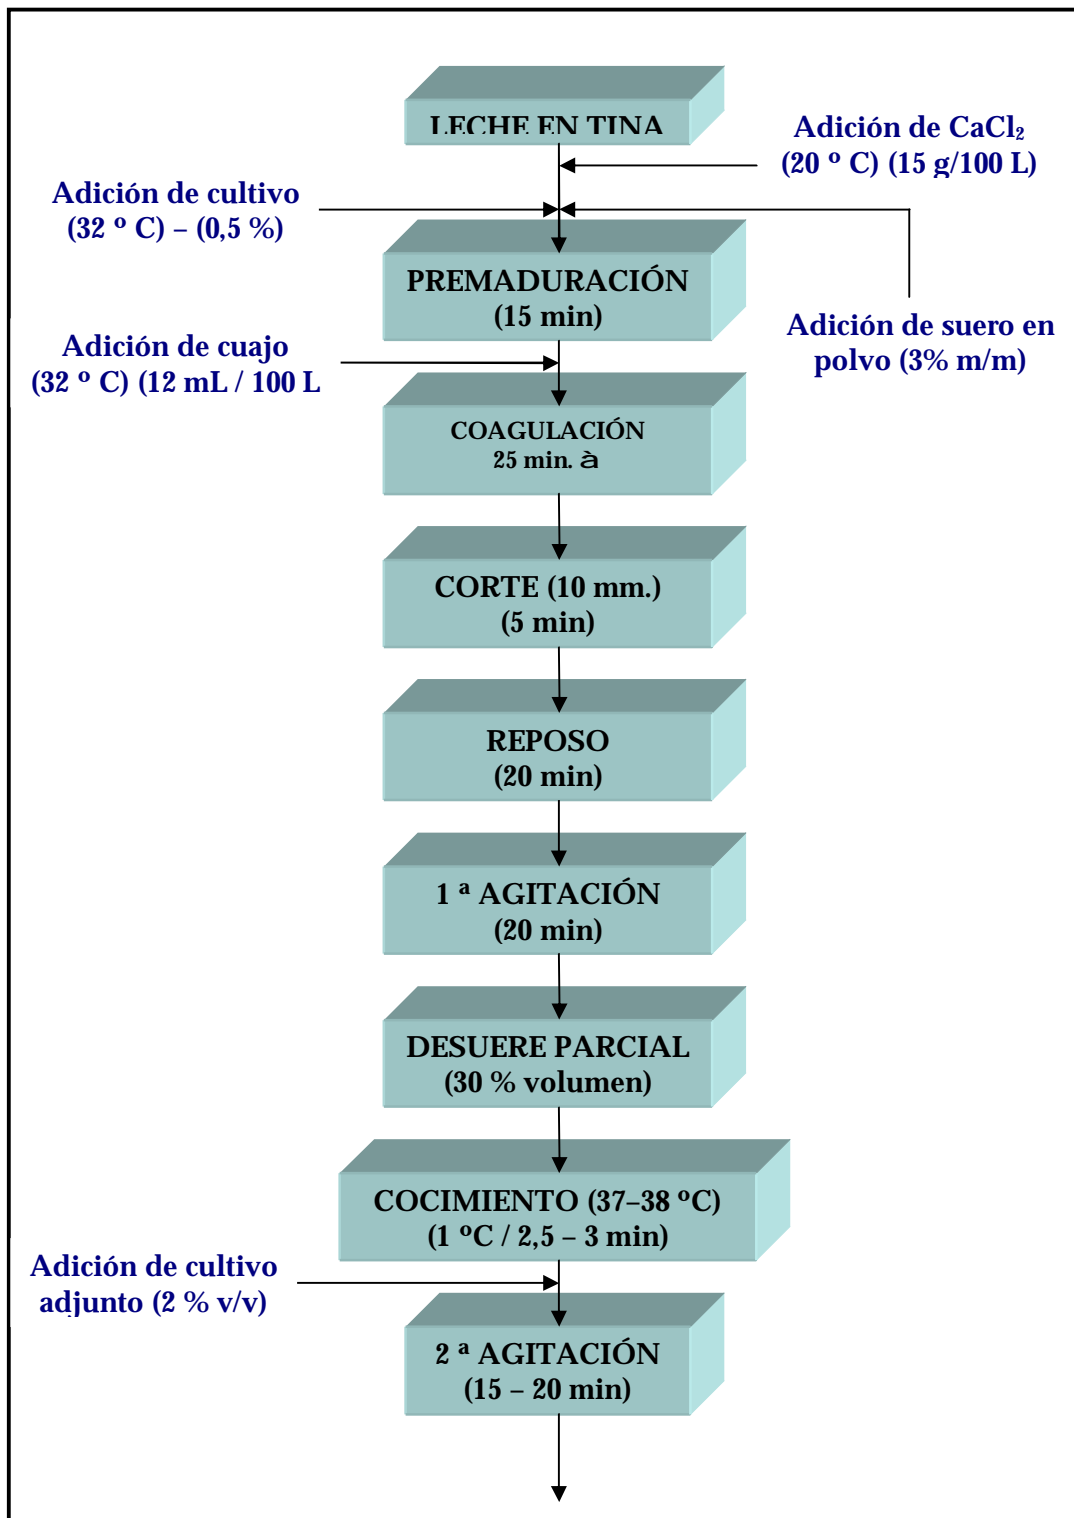 LECHE EN TINA
Adición de CaCl₂
(20 º C) (15 g/100 L)
Adición de cultivo
(32 º C) – (0,5 %)
PREMADURACIÓN
(15 min)
Adición de suero en
polvo (3% m/m)
Adición de cuajo
(32 º C) (12 mL / 100 L
COAGULACIÓN
25 min. à
CORTE (10 mm.)
(5 min)
REPOSO
(20 min)
1 ª AGITACIÓN
(20 min)
DESUERE PARCIAL
(30 % volumen)
COCIMIENTO (37–38 ºC)
(1 ºC / 2,5 – 3 min)
Adición de cultivo
adjunto (2 % v/v)
2 ª AGITACIÓN
(15 – 20 min)